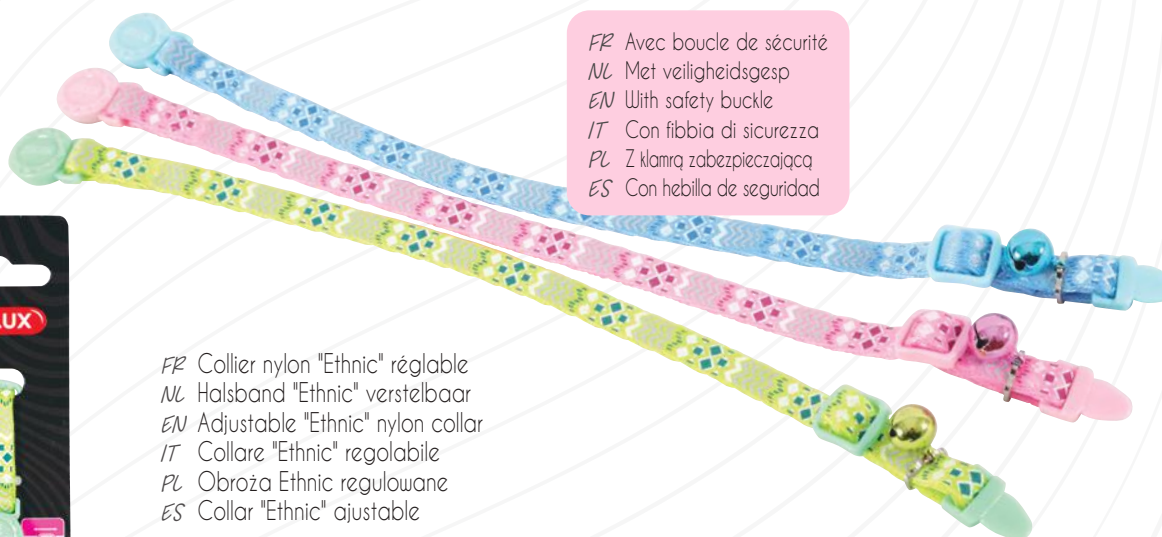 FR Avec boucle de sécurité
NL Met veiligheidsgesp
EN With safety buckle
IT Con fibbia di sicurezza
PL Z klamrą zabezpieczającą
ES Con hebilla de seguridad
LUX
FR Collier nylon "Ethnic" réglable
NL Halsband "Ethnic" verstelbaar
EN Adjustable "Ethnic" nylon collar
IT Collare "Ethnic" regolabile
PL Obroża Ethnic regulowane
ES Collar "Ethnic" ajustable